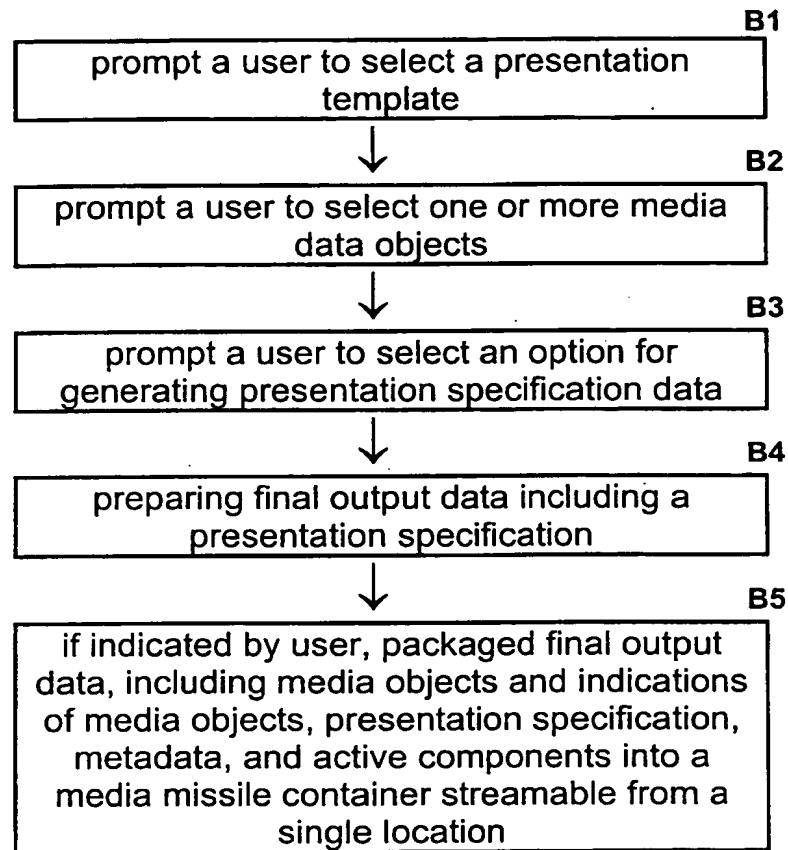 B1
prompt a user to select a presentation
template
B2
prompt a user to select one or more media
data objects
B3
prompt a user to select an option for
generating presentation specification data
B4
preparing final output data including a
presentation specification
B5
if indicated by user, packaged final output
data, including media objects and indications
of media objects, presentation specification,
metadata, and active components into a
media missile container streamable from a
single location